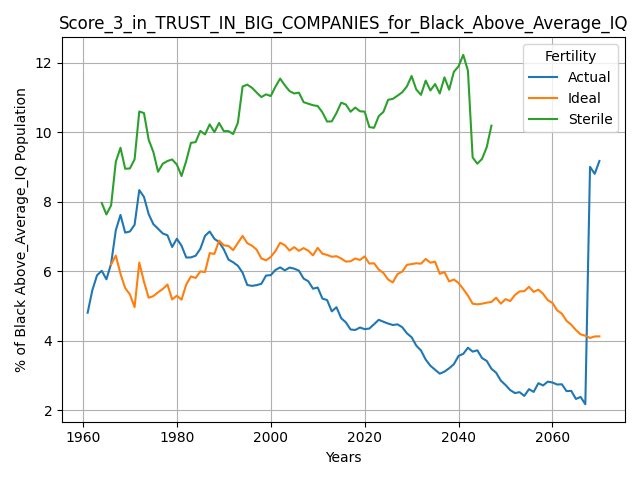 Score_3_in_TRUST_IN_BIG_COMPANIES_for_Black_Above_Average_IQ
% of Black Above_Average_IQ Population
12
10
8
6
4
2
Fertility
Actual
Ideal
Sterile
1960
1980
2000
2020
2040
2060
Years